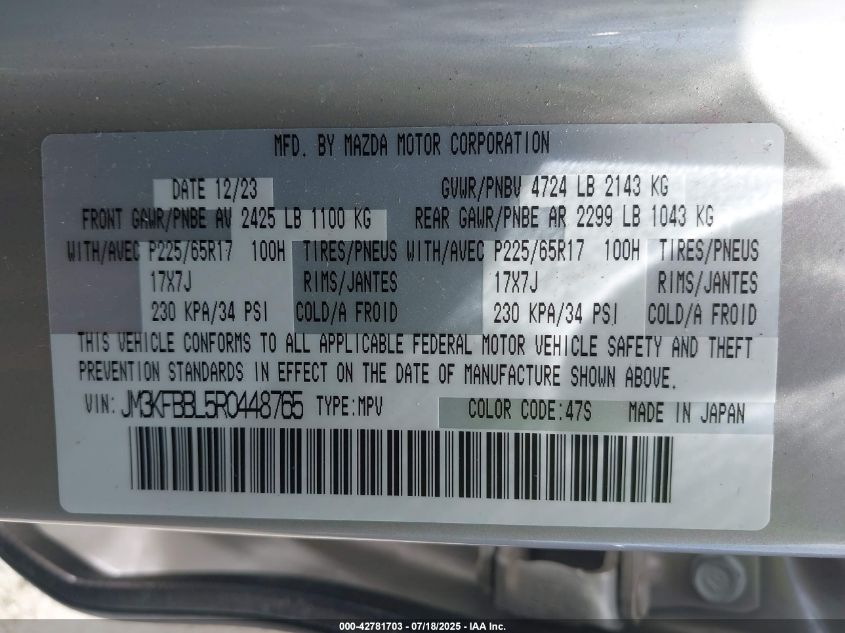 MFD. BY MAZDA MOTOR CORPORATION
DATE 12/23 GVWR/PNBV 4724 LB 2143 KG
FRONT GAWR/PNBE AV 2425 LB 1100 KG REAR GAWR/PNBE AR 2299 LB 1043 KG
WITH/AVEC P225/65R17 100H TIRES/PNEUS WITH/AVEC P225/65R17 100H TIRES/PNEUS
17X7J RIMS/JANTES 17X7J RIMS/JANTES
230 KPA/34 PSI COLD/A FROID 230 KPA/34 PSI COLD/A FROID
THIS VEHICLE CONFORMS TO ALL APPLICABLE FEDERAL MOTOR VEHICLE SAFETY AND THEFT
PREVENTION STANDARDS IN EFFECT ON THE DATE OF MANUFACTURE SHOWN ABOVE.
VIN: JM3KFBBL5R0448765 TYPE:MPV COLOR CODE:47S MADE IN JAPAN
000-42781703 - 07/18/2025 - IAA Inc.